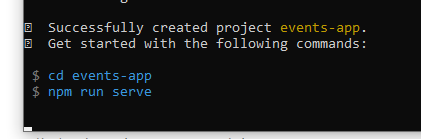 Successfully created project events-app.
Get started with the following commands:
$ cd events-app
$ npm run serve